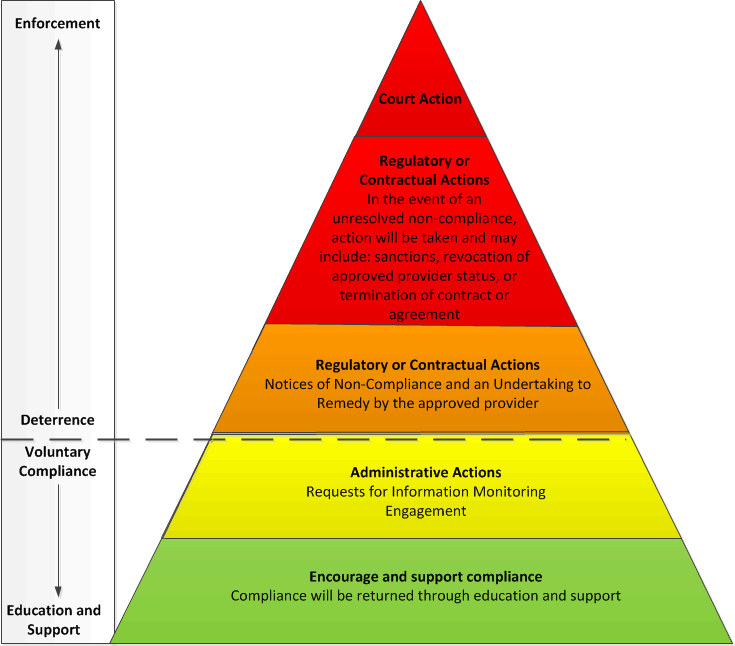 Enforcement
Deterrence
Voluntary
Compliance
Education and
Support
Court Action
Regulatory or
Contractual Actions
In the event of an
unresolved non-compliance,
action will be taken and may
include: sanctions, revocation of
approved provider status, or
termination of contract or
agreement
Regulatory or Contractual Actions
Notices of Non-Compliance and an Undertaking to
Remedy by the approved provider
Administrative Actions
Requests for Information Monitoring
Engagement
Encourage and support compliance
Compliance will be returned through education and support